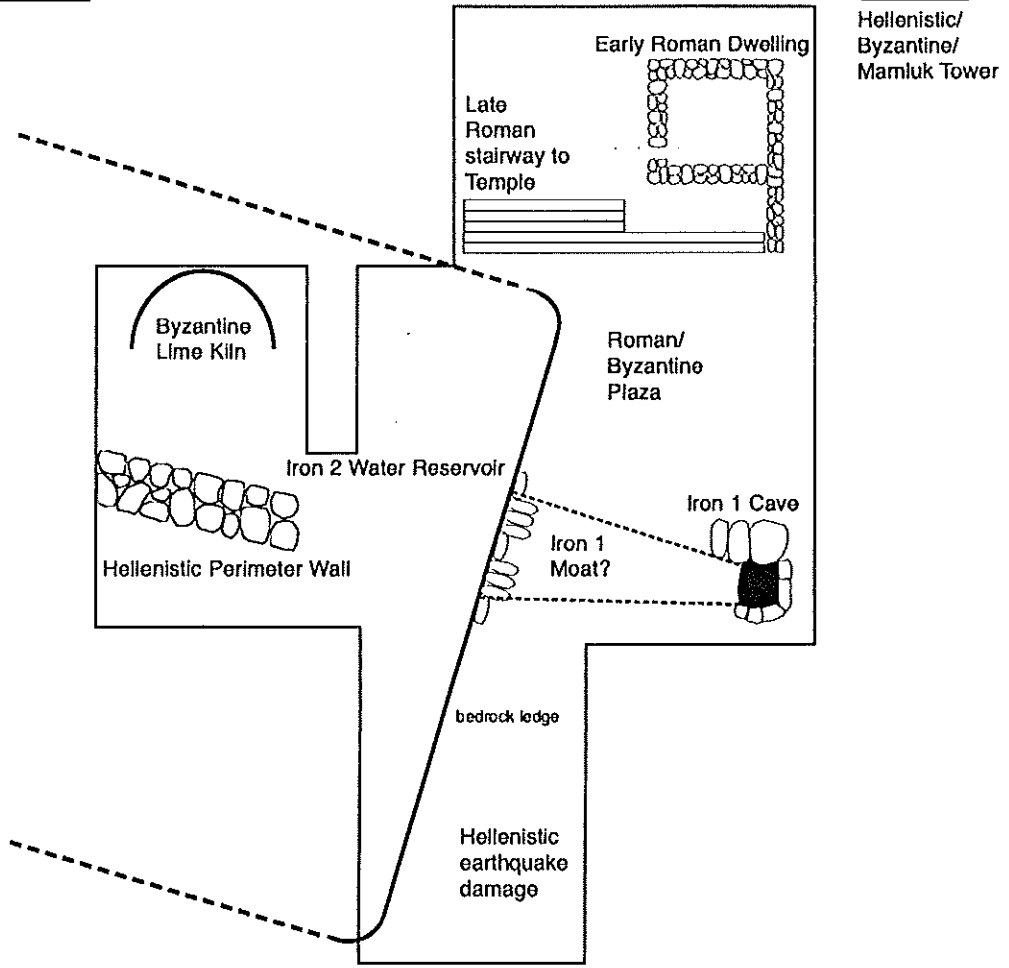 Hellenistic/
Byzantine/
Mamluk Tower
Early Roman Dwelling
Late
Roman
stairway to
Temple
Byzantine
Lime Kiln
Roman/
Byzantine
Plaza
Iron 2 Water Reservoir
Iron 1 Cave
Iron 1
Moat?
Hellenistic Perimeter Wall
bedrock ledge
Hellenistic
earthquake
damage